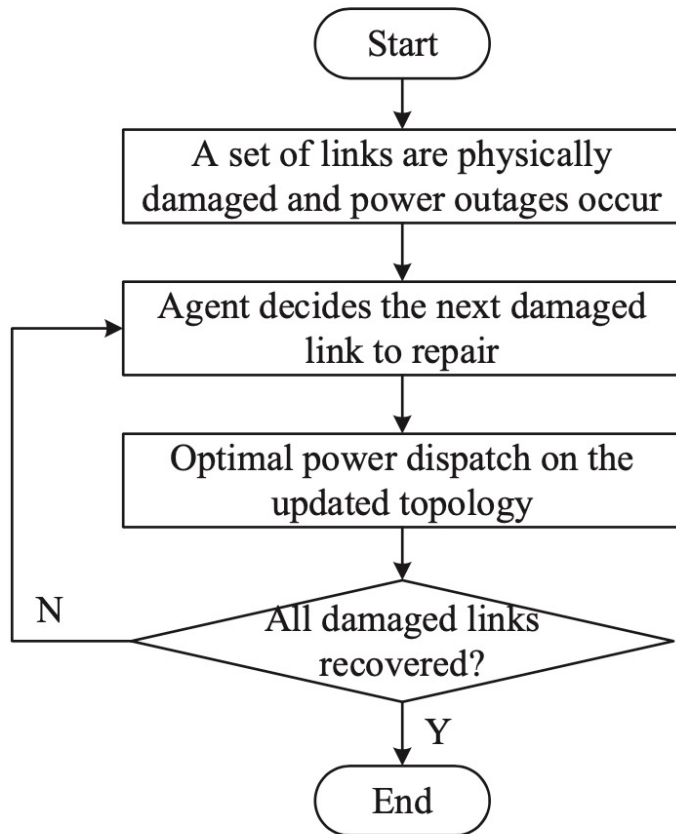 Start
A set of links are physically
damaged and power outages occur
Agent decides the next damaged
link to repair
Optimal power dispatch on the
updated topology
All damaged links
recovered?
N
Y
End